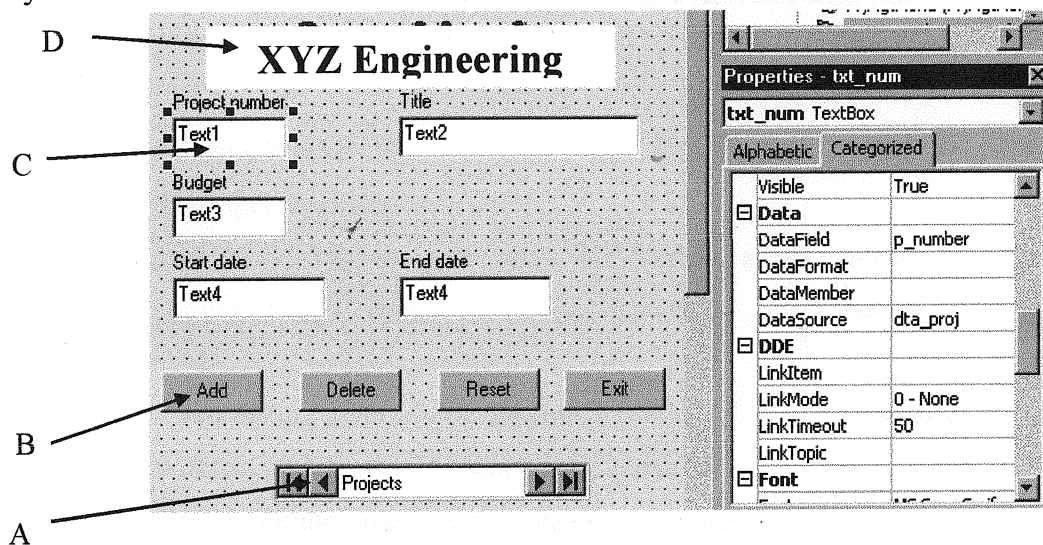 D
XYZ Engineering
Project number
Title
Text1
Text2
C
Budget
Text3
Start date
End date
Text4
Text4
Add
Delete
Reset
Exit
B
Projects
A
Properties - txt_num
txt_num TextBox
Alphabetic
Categorized
Visible True
Data
DataField p_number
DataFormat
DataMember
DataSource dta_proj
DDE
LinkItem
LinkMode 0 - None
LinkTimeout 50
LinkTopic
Font